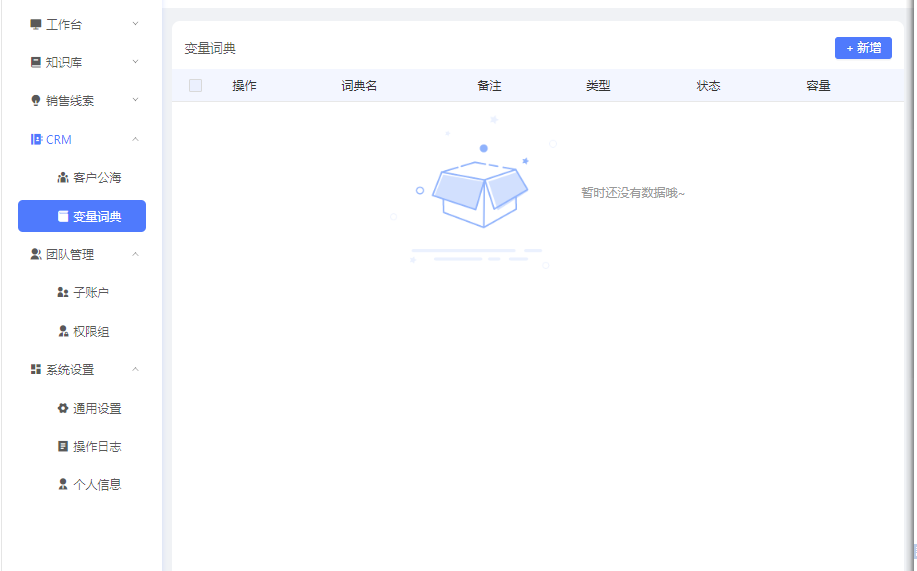 工作台
知识库
销售线索
CRM
客户公海
变量词典
团队管理
子账户
权限组
系统设置
通用设置
操作日志
个人信息
变量词典
+ 新增
操作 词典名 备注 类型 状态 容量
暂时还没有数据哦~